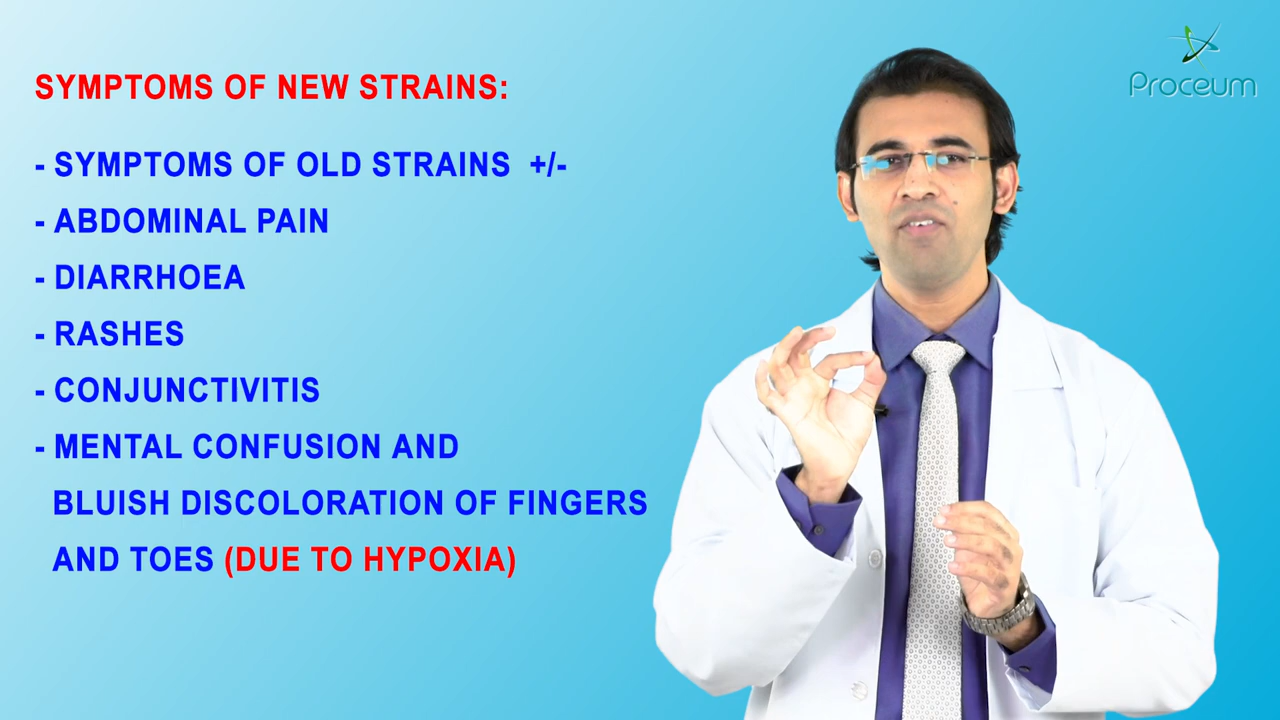 Proceum
SYMPTOMS OF NEW STRAINS:
- SYMPTOMS OF OLD STRAINS +/-
- ABDOMINAL PAIN
- DIARRHOEA
- RASHES
- CONJUNCTIVITIS
- MENTAL CONFUSION AND
BLUISH DISCOLORATION OF FINGERS
AND TOES (DUE TO HYPOXIA)